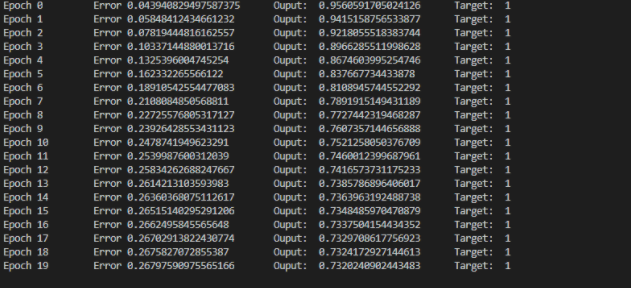 Epoch 0 Error 0.043940829497587375 Ouput: 0.9560591705024126 Target: 1
Epoch 1 Error 0.05848412434661232 Ouput: 0.9415158756533877 Target: 1
Epoch 2 Error 0.07819444816162557 Ouput: 0.9218055518383744 Target: 1
Epoch 3 Error 0.10337144880013716 Ouput: 0.8966285511998628 Target: 1
Epoch 4 Error 0.1325396004745254 Ouput: 0.8674603995254746 Target: 1
Epoch 5 Error 0.162332265566122 Ouput: 0.837667734433878 Target: 1
Epoch 6 Error 0.18910542554477083 Ouput: 0.8108945744552292 Target: 1
Epoch 7 Error 0.2108084850568811 Ouput: 0.7891915149431189 Target: 1
Epoch 8 Error 0.22725576805317127 Ouput: 0.7727442319468287 Target: 1
Epoch 9 Error 0.23926428553431123 Ouput: 0.7607357144656888 Target: 1
Epoch 10 Error 0.2478741949623291 Ouput: 0.7521258050376709 Target: 1
Epoch 11 Error 0.2539987600312039 Ouput: 0.7460012399687961 Target: 1
Epoch 12 Error 0.25834262688247667 Ouput: 0.7416573731175233 Target: 1
Epoch 13 Error 0.2614213103593983 Ouput: 0.7385786896406017 Target: 1
Epoch 14 Error 0.26360368075112617 Ouput: 0.7363963192488738 Target: 1
Epoch 15 Error 0.26515140295291206 Ouput: 0.7348485970470879 Target: 1
Epoch 16 Error 0.2662495845565648 Ouput: 0.7337504154434352 Target: 1
Epoch 17 Error 0.26702913822430774 Ouput: 0.7329708617756923 Target: 1
Epoch 18 Error 0.2675827072855387 Ouput: 0.7324172927144613 Target: 1
Epoch 19 Error 0.26797590975565166 Ouput: 0.7320240902443483 Target: 1